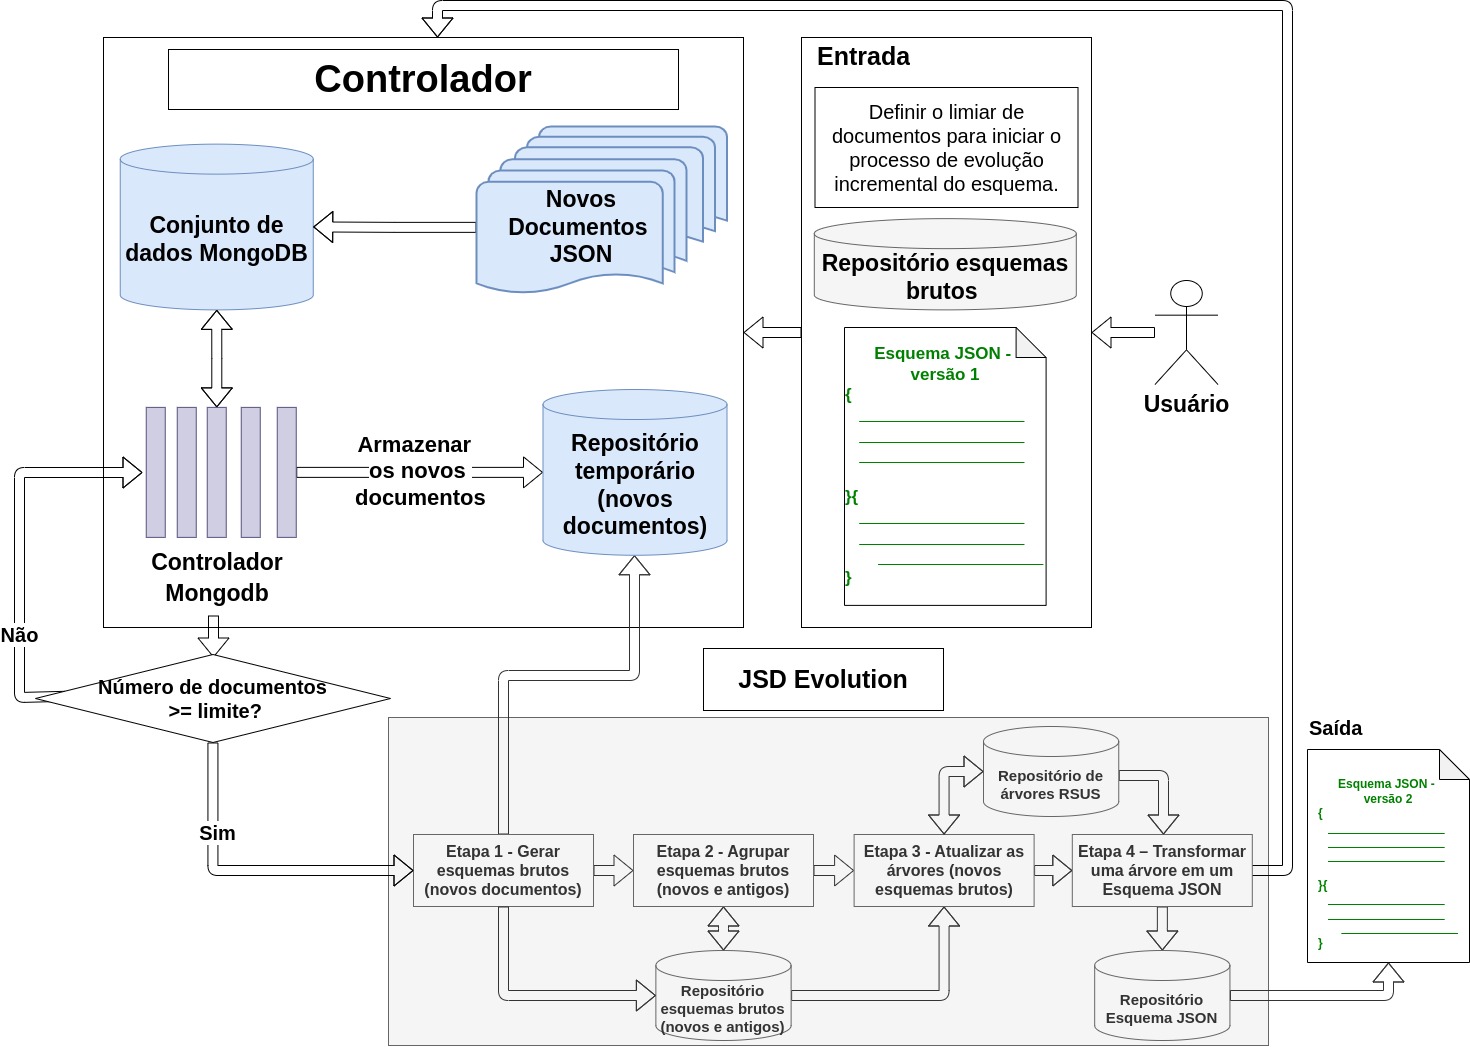 Controlador
Conjunto de
dados MongoDB
Novos
Documentos
JSON
Armazenar
os novos
documentos
Repositório
temporário
(novos
documentos)
Controlador
Mongodb
Entrada
Definir o limiar de
documentos para iniciar o
processo de evolução
incremental do esquema.
Repositório esquemas
brutos
Esquema JSON -
versão 1
{
}{
}
Usuário
Não
Número de documentos
>= limite?
Sim
JSD Evolution
Repositório de
árvores RSUS
Etapa 1 - Gerar
esquemas brutos
(novos documentos)
Etapa 2 - Agrupar
esquemas brutos
(novos e antigos)
Etapa 3 - Atualizar as
árvores (novos
esquemas brutos)
Etapa 4 – Transformar
uma árvore em um
Esquema JSON
Repositório
esquemas brutos
(novos e antigos)
Repositório
Esquema JSON
Saída
Esquema JSON -
versão 2
{
}{
}